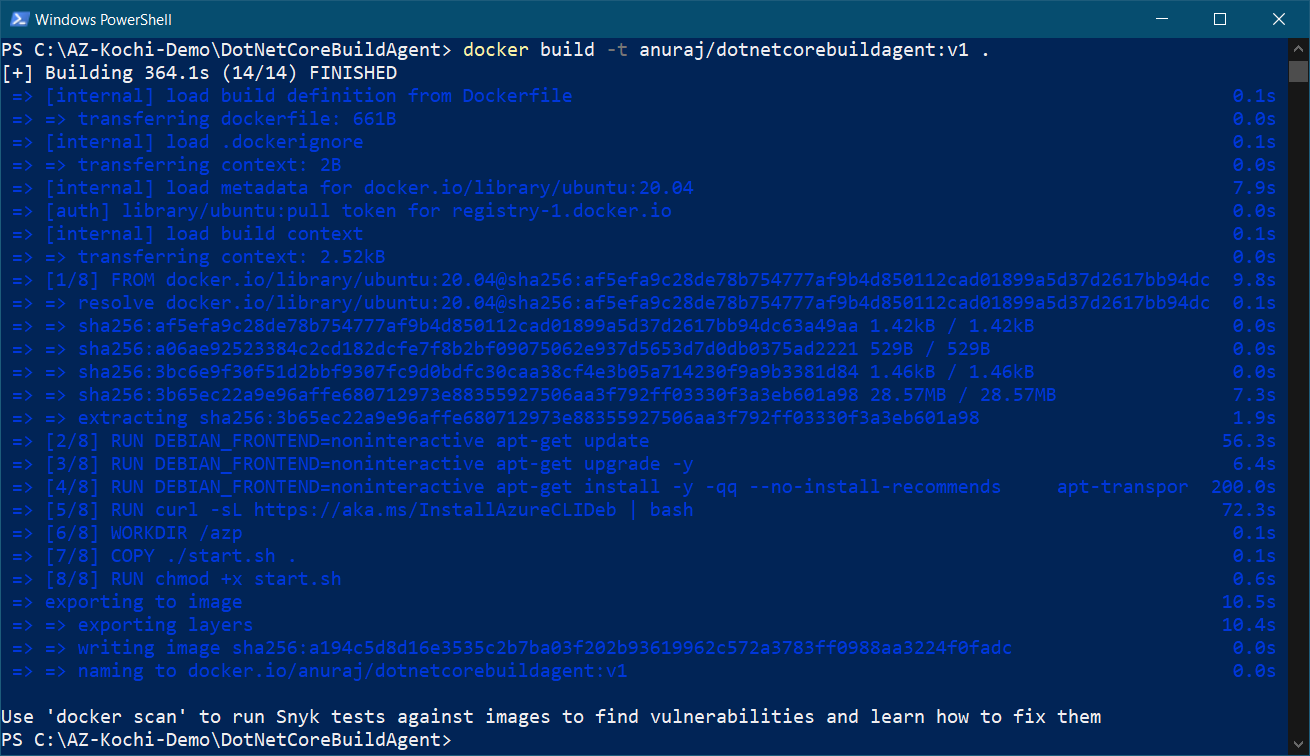 Windows PowerShell
PS C:\AZ-Kochi-Demo\DotNetCoreBuildAgent> docker build -t anuraj/dotnetcorebuildagent:v1 .
[+] Building 364.1s (14/14) FINISHED
=> [internal] load build definition from Dockerfile 0.1s
=> => transferring dockerfile: 661B 0.0s
=> [internal] load .dockerignore 0.1s
=> => transferring context: 2B 0.0s
=> [internal] load metadata for docker.io/library/ubuntu:20.04 7.9s
=> [auth] library/ubuntu:pull token for registry-1.docker.io 0.0s
=> [internal] load build context 0.1s
=> => transferring context: 2.52kB 0.0s
=> [1/8] FROM docker.io/library/ubuntu:20.04@sha256:af5efa9c28de78b754777af9b4d850112cad01899a5d37d2617bb94dc 9.8s
=> => resolve docker.io/library/ubuntu:20.04@sha256:af5efa9c28de78b754777af9b4d850112cad01899a5d37d2617bb94dc 0.1s
=> => sha256:af5efa9c28de78b754777af9b4d850112cad01899a5d37d2617bb94dc63a49aa 1.42kB / 1.42kB 0.0s
=> => sha256:a06ae92523384c2cd182dcfe7f8b2bf09075062e937d5653d7d0db0375ad2221 529B / 529B 0.0s
=> => sha256:3bc6e9f30f51d2bbf9307fc9d0bdfc30caa38cf4e3b05a714230f9a9b3381d84 1.46kB / 1.46kB 0.0s
=> => sha256:3b65ec22a9e96affe680712973e88355927506aa3f792ff03330f3a3eb601a98 28.57MB / 28.57MB 7.3s
=> => extracting sha256:3b65ec22a9e96affe680712973e88355927506aa3f792ff03330f3a3eb601a98 1.9s
=> [2/8] RUN DEBIAN_FRONTEND=noninteractive apt-get update 56.3s
=> [3/8] RUN DEBIAN_FRONTEND=noninteractive apt-get upgrade -y 6.4s
=> [4/8] RUN DEBIAN_FRONTEND=noninteractive apt-get install -y -qq --no-install-recommends apt-transpor 200.0s
=> [5/8] RUN curl -sL https://aka.ms/InstallAzureCLIDeb | bash 72.3s
=> [6/8] WORKDIR /azp 0.1s
=> [7/8] COPY ./start.sh . 0.1s
=> [8/8] RUN chmod +x start.sh 0.6s
=> exporting to image 10.5s
=> => exporting layers 10.4s
=> => writing image sha256:a194c5d8d16e3535c2b7ba03f202b93619962c572a3783ff0988aa3224f0fadc 0.0s
=> => naming to docker.io/anuraj/dotnetcorebuildagent:v1 0.0s
Use 'docker scan' to run Snyk tests against images to find vulnerabilities and learn how to fix them
PS C:\AZ-Kochi-Demo\DotNetCoreBuildAgent>